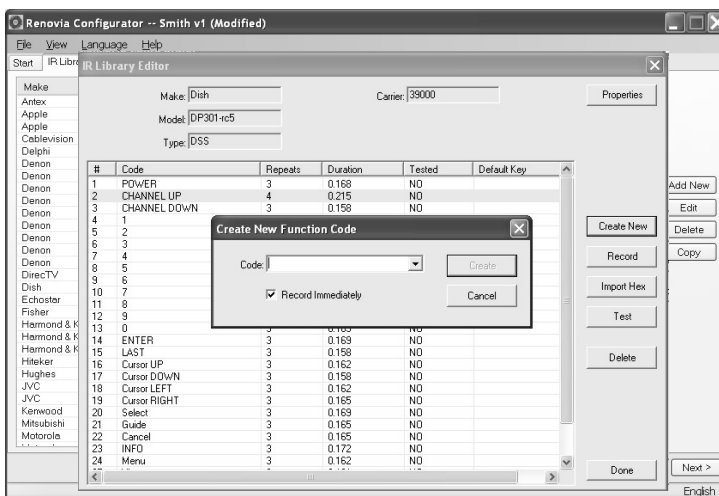 Renovia Configurator -- Smith v1 (Modified)
File View Language Help
Start IR Libra
IR Library Editor
Make
Antex
Apple
Apple
Cablevision
Delphi
Denon
Denon
Denon
Denon
Denon
Denon
Denon
Denon
Denon
DirecTV
Dish
Echostar
Fisher
Harmond & K
Harmond & K
Harmond & K
Hiteker
Hughes
JVC
JVC
Kenwood
Mitsubishi
Motorola
Make: Dish Carrier: 39000 Properties
Model: DP301-rc5
Type: DSS
# Code Repeats Duration Tested Default Key
1 POWER 3 0.168 NO
2 CHANNEL UP 4 0.215 NO
3 CHANNEL DOWN 3 0.158 NO
4 1
5 2
6 3
7 4
8 5
9 6
10 7
11 8
12 9
13 0 3 0.165 NO
14 ENTER 3 0.169 NO
15 LAST 3 0.158 NO
16 Cursor UP 3 0.162 NO
17 Cursor DOWN 3 0.158 NO
18 Cursor LEFT 3 0.162 NO
19 Cursor RIGHT 3 0.165 NO
20 Select 3 0.169 NO
21 Guide 3 0.165 NO
22 Cancel 3 0.165 NO
23 INFO 3 0.172 NO
24 Menu 3 0.162 NO
Create New Function Code
Code: Create
Record Immediately Cancel
Create New
Record
Import Hex
Test
Delete
Done
Add New
Edit
Delete
Copy
Next >
English